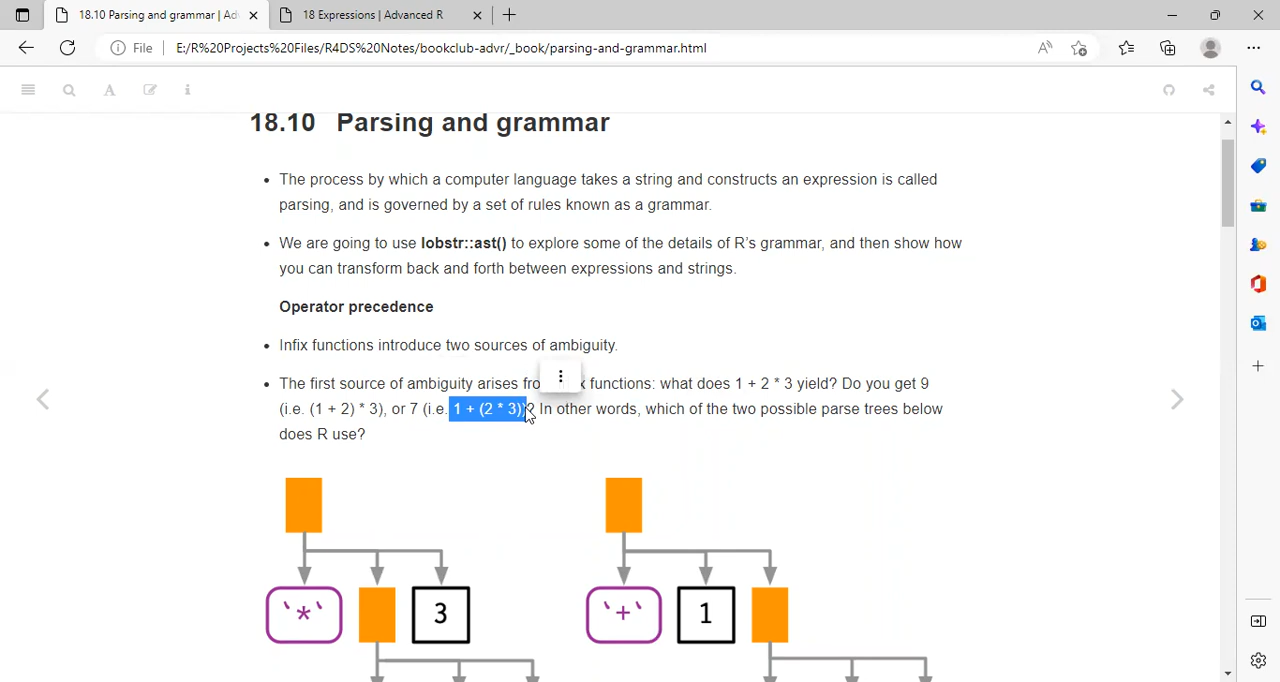 18.10 Parsing and grammar | Ad
18 Expressions | Advanced R
File
E:/R%20Projects%20Files/R4DS%20Notes/bookclub-advr/_book/parsing-and-grammar.html
18.10 Parsing and grammar
• The process by which a computer language takes a string and constructs an expression is called
parsing, and is governed by a set of rules known as a grammar.
• We are going to use lobstr::ast() to explore some of the details of R's grammar, and then show how
you can transform back and forth between expressions and strings.
Operator precedence
• Infix functions introduce two sources of ambiguity.
• The first source of ambiguity arises fro x functions: what does 1 + 2 * 3 yield? Do you get 9
(i.e. (1 + 2) * 3), or 7 (i.e. 1 + (2 * 3))? In other words, which of the two possible parse trees below
does R use?
`*` 3 `+` 1